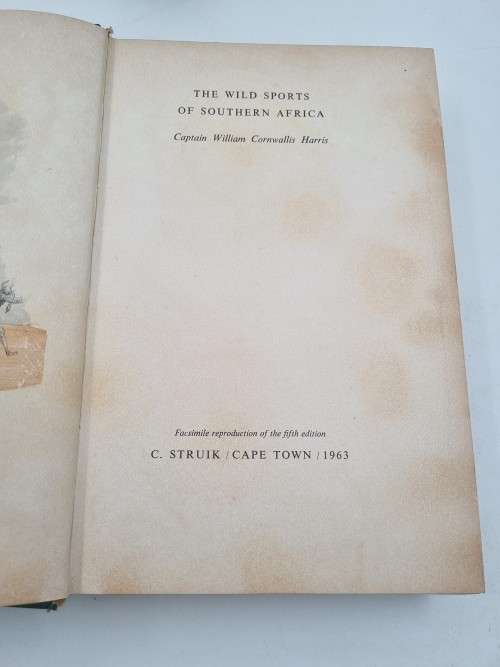 THE WILD SPORTS
OF SOUTHERN AFRICA
Captain William Cornwallis Harris
Facsimile reproduction of the fifth edition
C. STRUIK / CAPE TOWN / 1963